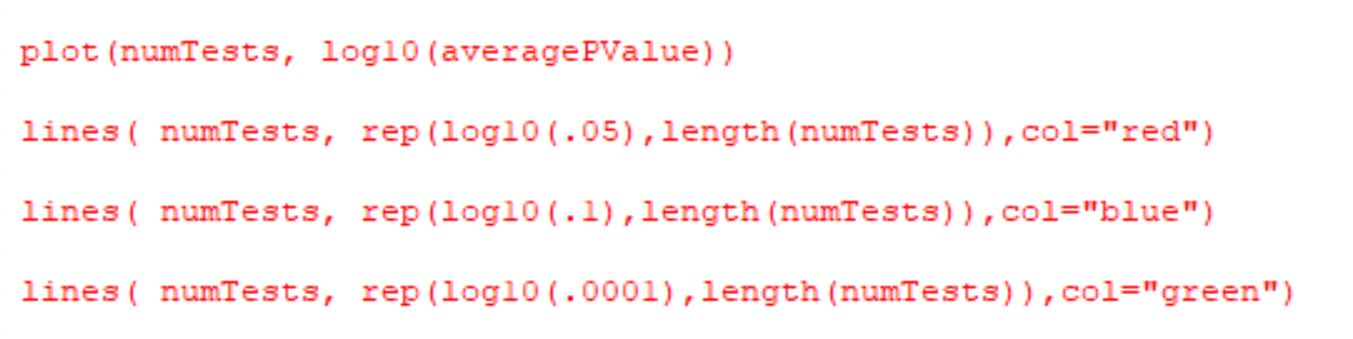 plot(numTests, log10(averagePValue))
lines( numTests, rep(log10(.05),length(numTests)),col="red")
lines( numTests, rep(log10(.1),length(numTests)),col="blue")
lines( numTests, rep(log10(.0001),length(numTests)),col="green")